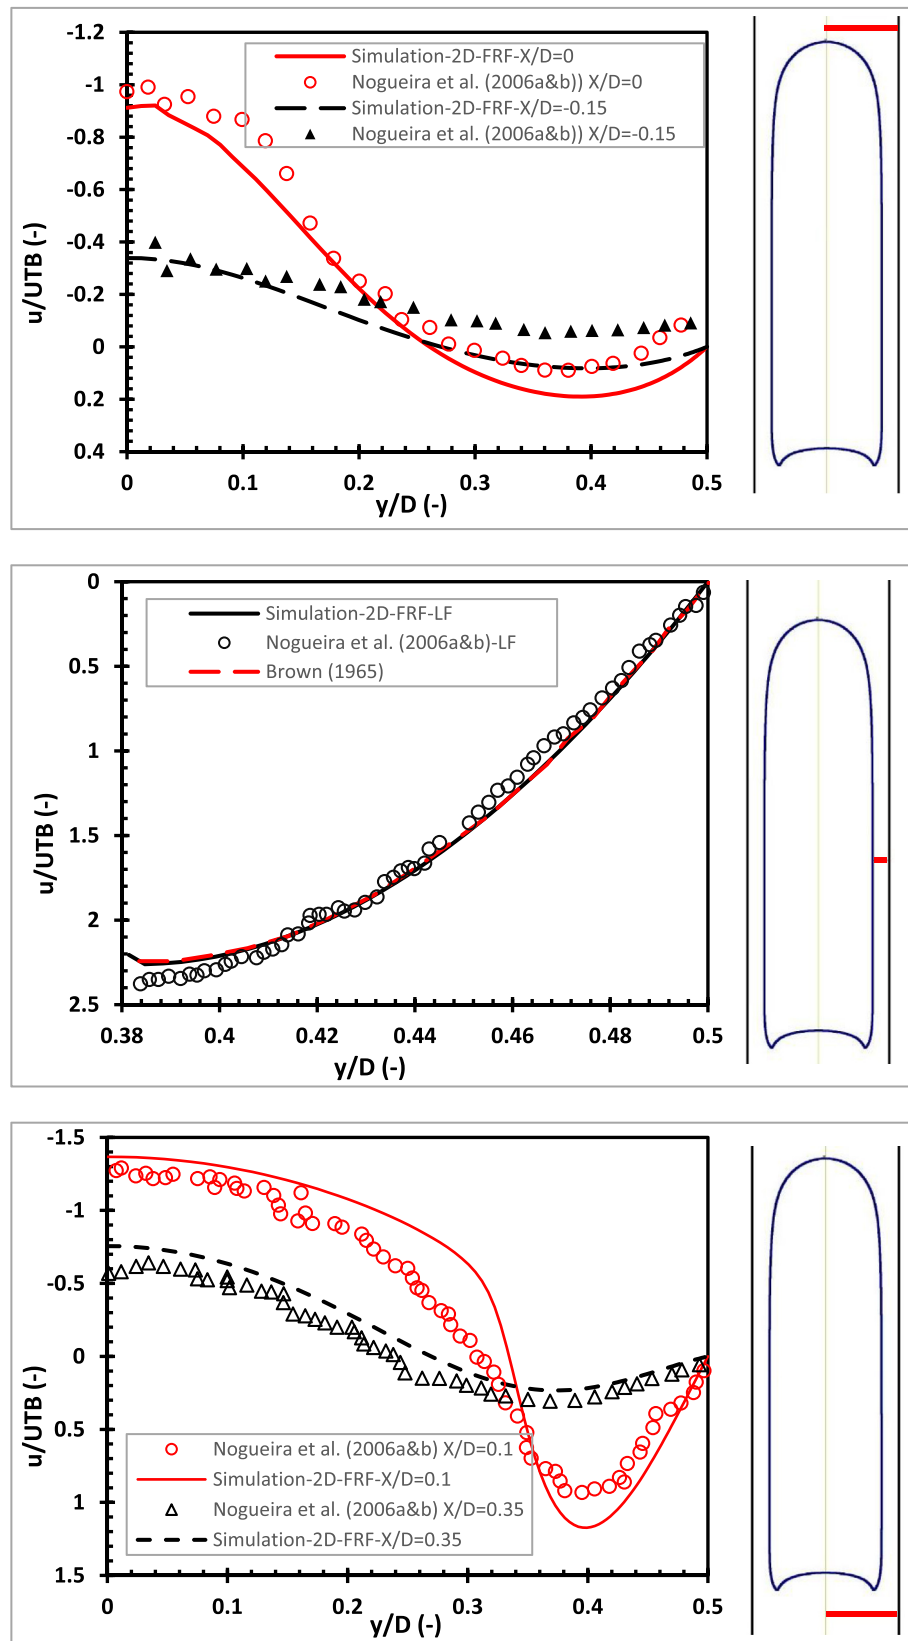 -1.2
-1
-0.8
-0.6
-0.4
-0.2
0
0.2
0.4
u/UTB (-)
Simulation-2D-FRF-X/D=0
Nogueira et al. (2006a&b)) X/D=0
Simulation-2D-FRF-X/D=-0.15
Nogueira et al. (2006a&b)) X/D=-0.15
0 0.1 0.2 0.3 0.4 0.5
y/D (-)
0
0.5
1
1.5
2
2.5
u/UTB (-)
Simulation-2D-FRF-LF
Nogueira et al. (2006a&b)-LF
Brown (1965)
0.38 0.4 0.42 0.44 0.46 0.48 0.5
y/D (-)
-1.5
-1
-0.5
0
0.5
1
1.5
u/UTB (-)
Nogueira et al. (2006a&b) X/D=0.1
Simulation-2D-FRF-X/D=0.1
Nogueira et al. (2006a&b) X/D=0.35
Simulation-2D-FRF-X/D=0.35
0 0.1 0.2 0.3 0.4 0.5
y/D (-)